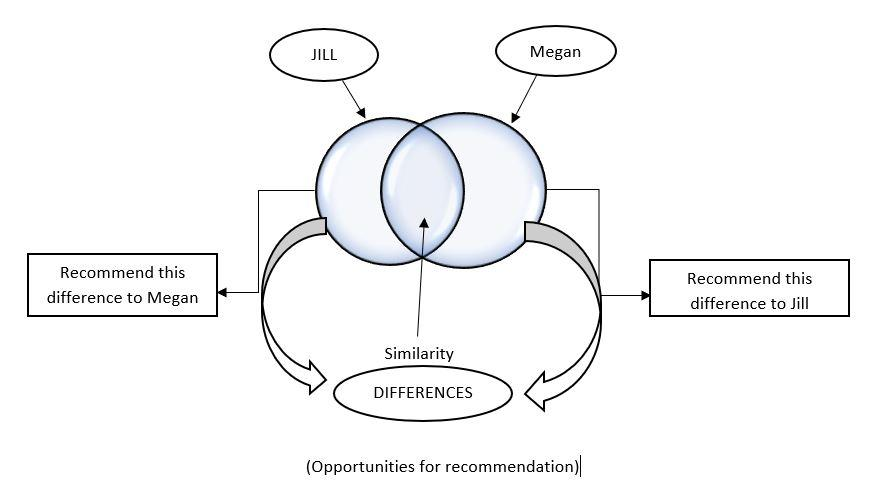 JILL
Megan
Recommend this
difference to Megan
Recommend this
difference to Jill
Similarity
DIFFERENCES
(Opportunities for recommendation)